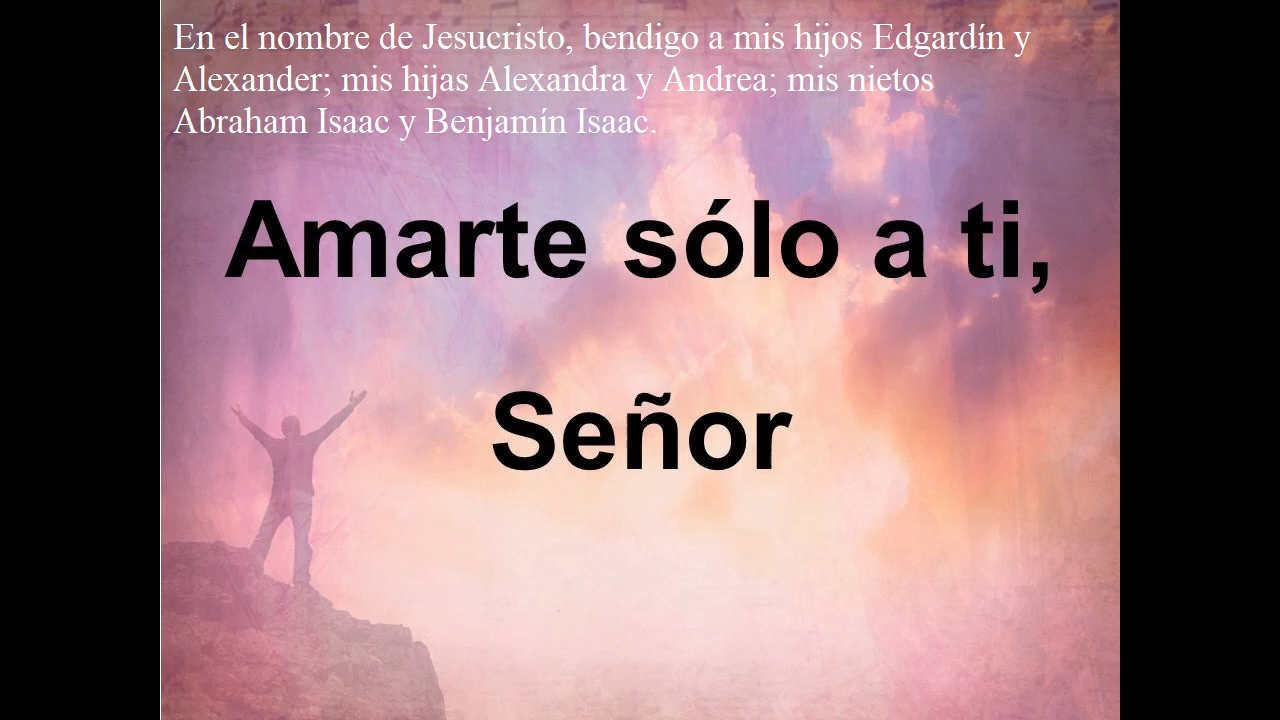 En el nombre de Jesucristo, bendigo a mis hijos Edgardín y
Alexander; mis hijas Alexandra y Andrea; mis nietos
Abraham Isaac y Benjamín Isaac.
Amarte sólo a ti,
Señor